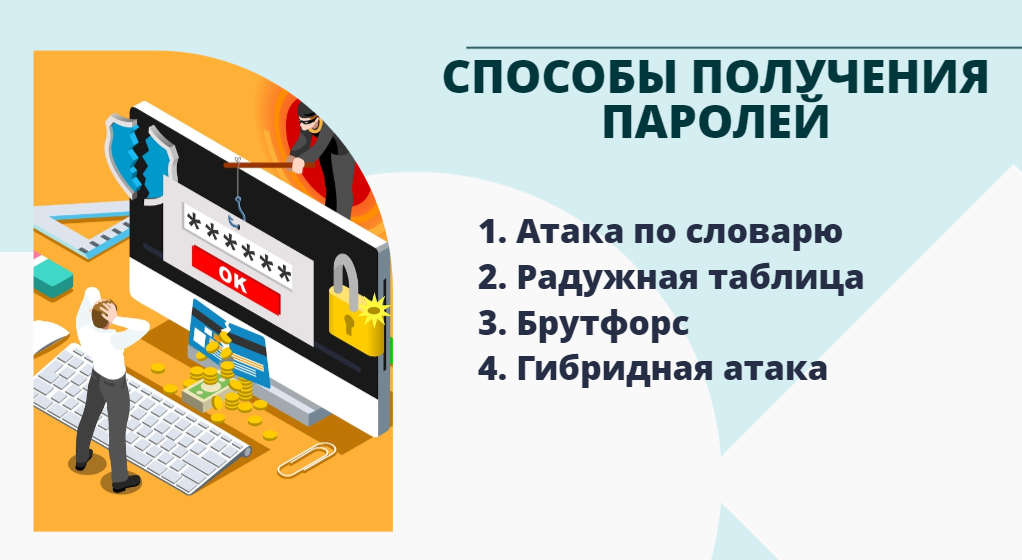 СПОСОБЫ ПОЛУЧЕНИЯ
ПАРОЛЕЙ
******
OK
1. Атака по словарю
2. Радужная таблица
3. Брутфорс
4. Гибридная атака